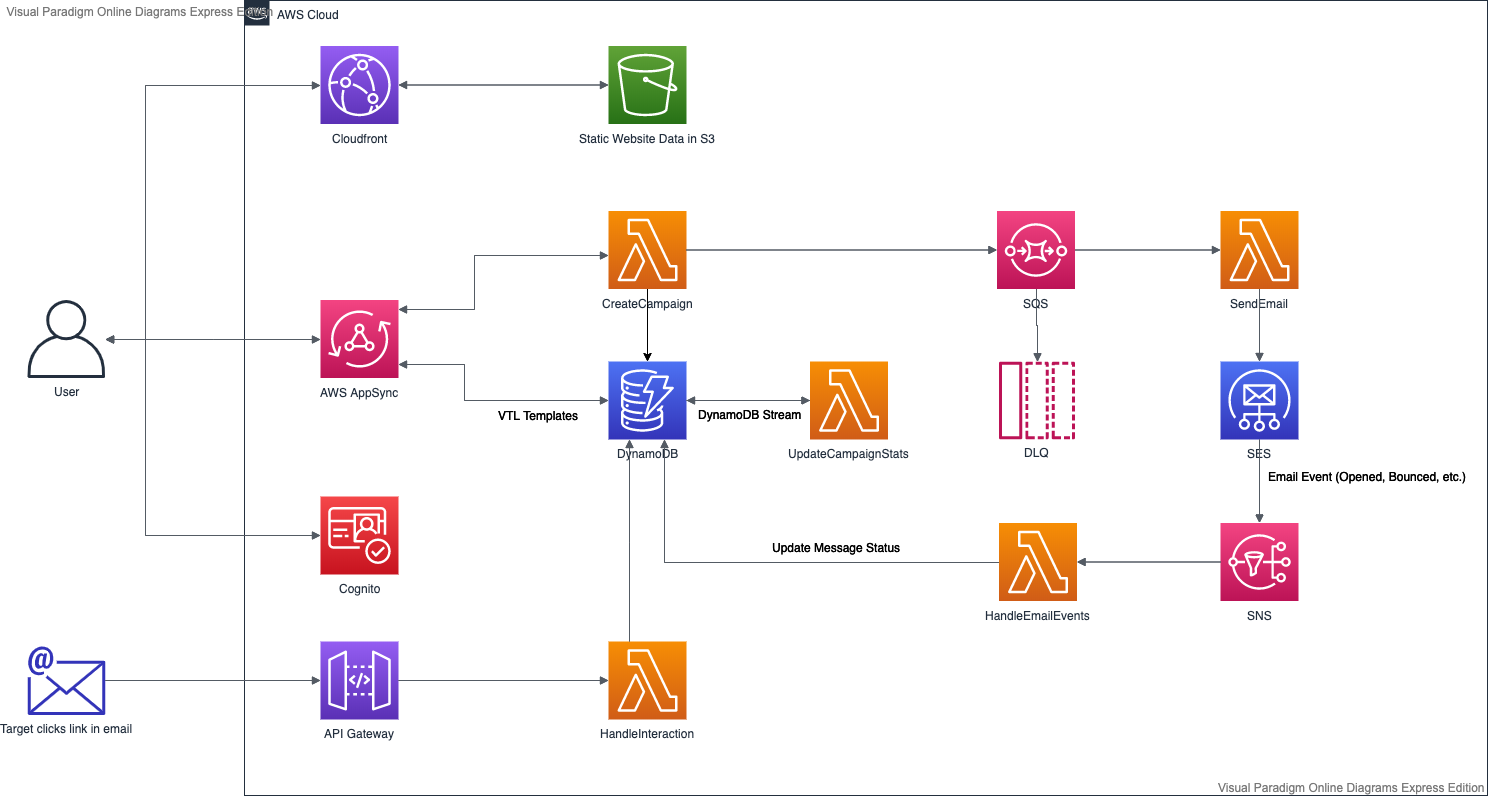 Visual Paradigm Online Diagrams Express Edition
AWS Cloud
Cloudfront
Static Website Data in S3
CreateCampaign
SQS
SendEmail
User
AWS AppSync
VTL Templates
DynamoDB
DynamoDB Stream
UpdateCampaignStats
DLQ
SES
Email Event (Opened, Bounced, etc.)
Update Message Status
Cognito
HandleEmailEvents
SNS
@
</>
Target clicks link in email
API Gateway
HandleInteraction
Visual Paradigm Online Diagrams Express Edition